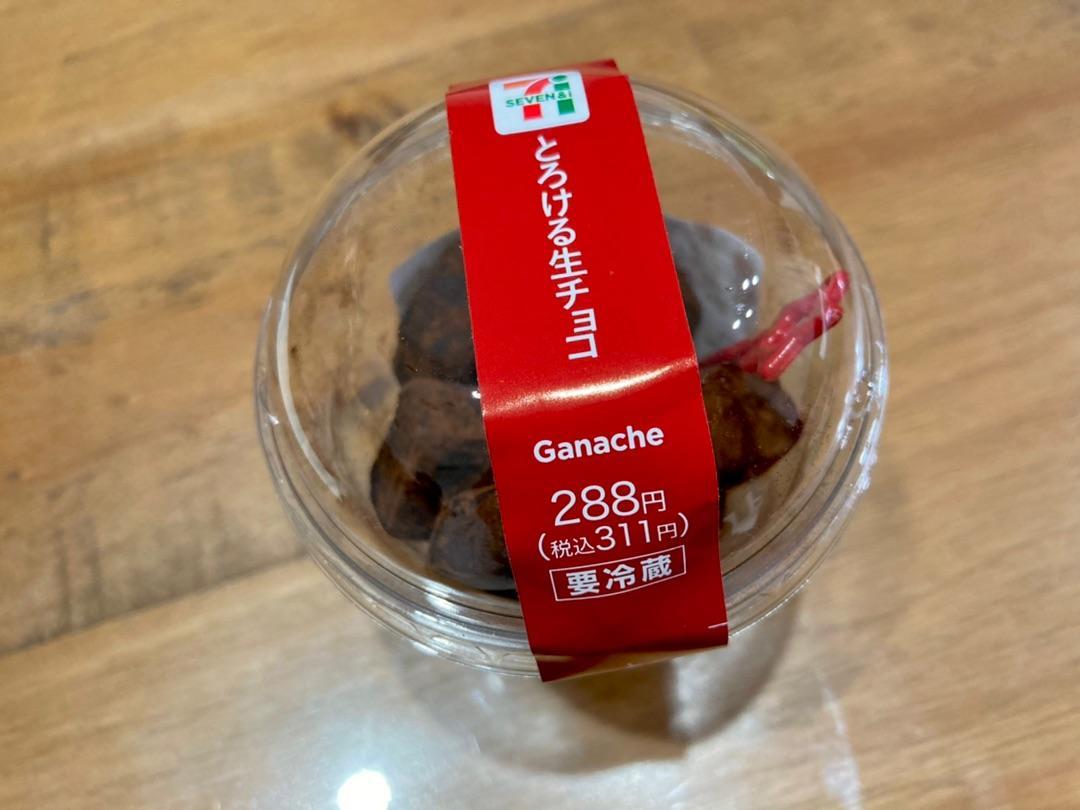 SEVEN&i
とろける生チョコ
Ganache
288円
(税込311円)
要冷蔵